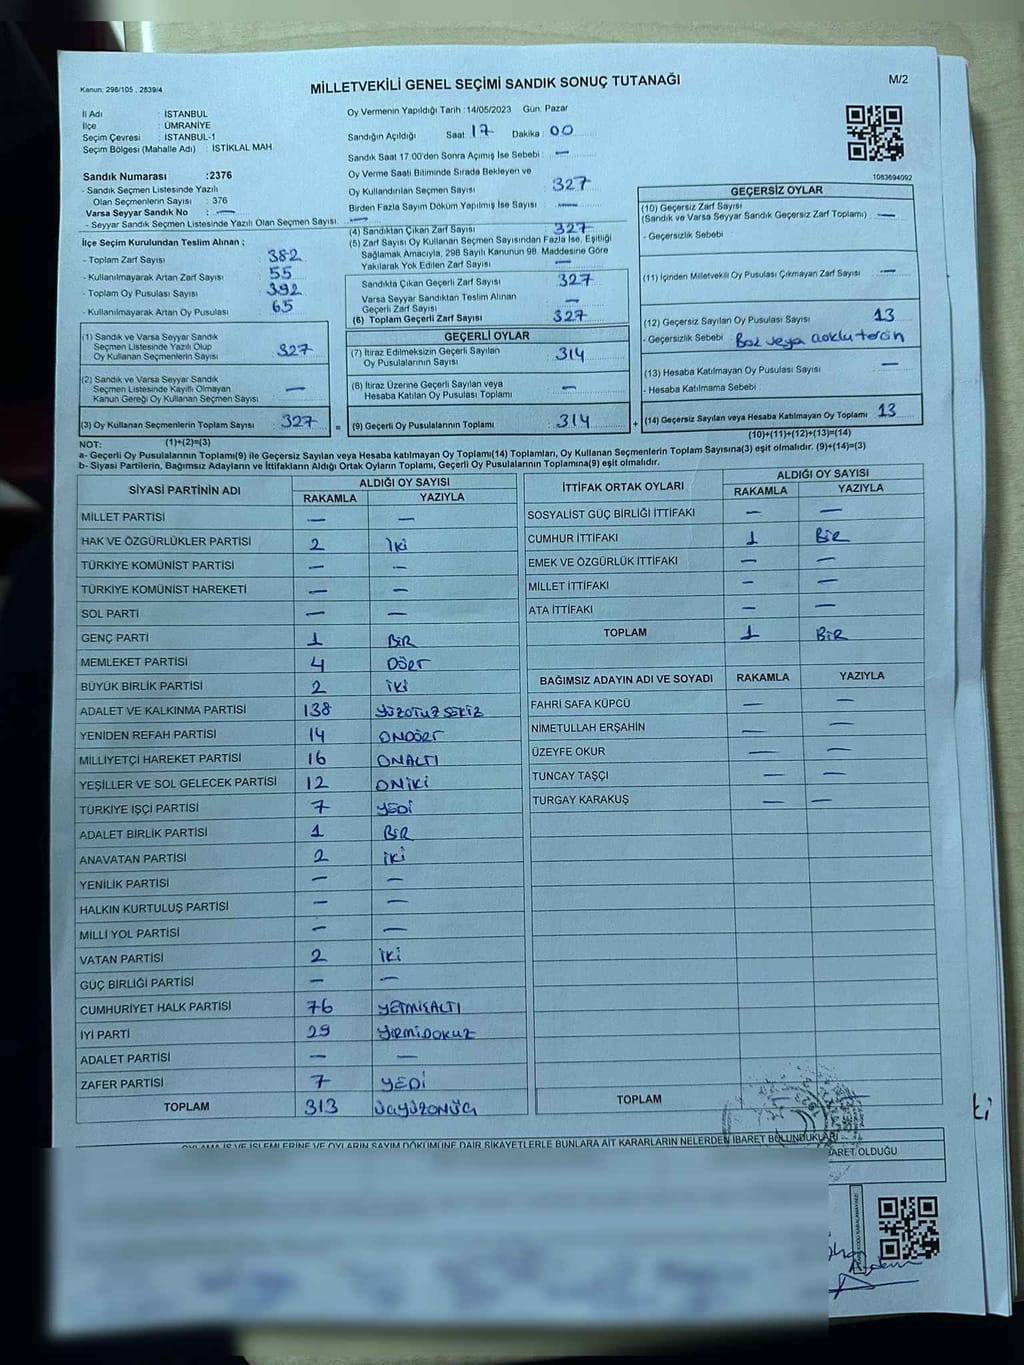 Kanun: 298/105 , 2839/4
MİLLETVEKİLİ GENEL SEÇİMİ SANDIK SONUÇ TUTANAĞI
M/2
İl Adı : İSTANBUL
İlçe : ÜMRANİYE
Seçim Çevresi : İSTANBUL-1
Seçim Bölgesi (Mahalle Adı) : İSTİKLAL MAH
Oy Vermenin Yapıldığı Tarih : 14/05/2023 Gün: Pazar
Sandığın Açıldığı Saat 17 Dakika : 00
Sandık Saat 17:00'den Sonra Açımış İse Sebebi : —
Oy Verme Saati Bitiminde Sırada Bekleyen ve
Oy Kullandırılan Seçmen Sayısı : 327
Birden Fazla Sayım Döküm Yapılmış İse Sayısı : —
Sandık Numarası :2376
- Sandık Seçmen Listesinde Yazılı
Olan Seçmenlerin Sayısı : 376
Varsa Seyyar Sandık No : —
- Seyyar Sandık Seçmen Listesinde Yazılı Olan Seçmen Sayısı : —
İlçe Seçim Kurulundan Teslim Alınan ;
- Toplam Zarf Sayısı : 382
- Kullanılmayarak Artan Zarf Sayısı : 55
- Toplam Oy Pusulası Sayısı : 392
- Kullanılmayarak Artan Oy Pusulası : 65
(1) Sandık ve Varsa Seyyar Sandık
Seçmen Listesinde Yazılı Olup
Oy Kullanan Seçmenlerin Sayısı : 327
(2) Sandık ve Varsa Seyyar Sandık
Seçmen Listesinde Kayıtlı Olmayan
Kanun Gereği Oy Kullanan Seçmen Sayısı : —
(3) Oy Kullanan Seçmenlerin Toplam Sayısı : 327
(4) Sandıktan Çıkan Zarf Sayısı : 327
(5) Zarf Sayısı Oy Kullanan Seçmen Sayısından Fazla İse, Eşitliği
Sağlamak Amacıyla, 298 Sayılı Kanunun 98. Maddesine Göre
Yakılarak Yok Edilen Zarf Sayısı : —
Sandıkta Çıkan Geçerli Zarf Sayısı : 327
Varsa Seyyar Sandıktan Teslim Alınan
Geçerli Zarf Sayısı : —
(6) Toplam Geçerli Zarf Sayısı : 327
GEÇERLİ OYLAR
(7) İtiraz Edilmeksizin Geçerli Sayılan
Oy Pusulalarının Sayısı : 314
(8) İtiraz Üzerine Geçerli Sayılan veya
Hesaba Katılan Oy Pusulalarının Toplamı : —
(9) Geçerli Oy Pusulalarının Toplamı : 314
1083694092
GEÇERSİZ OYLAR
(10) Geçersiz Zarf Sayısı
(Sandık ve Varsa Seyyar Sandık Geçersiz Zarf Toplamı) : —
- Geçersizlik Sebebi :
(11) İçinden Milletvekili Oy Pusulası Çıkmayan Zarf Sayısı : —
(12) Geçersiz Sayılan Oy Pusulası Sayısı : 13
- Geçersizlik Sebebi : Boş veya çoklu tercih
(13) Hesaba Katılmayan Oy Pusulası Sayısı : —
- Hesaba Katılmama Sebebi :
(14) Geçersiz Sayılan veya Hesaba Katılmayan Oy Toplamı : 13
NOT: (1)+(2)=(3)
(10)+(11)+(12)+(13)=(14)
a- Geçerli Oy Pusulalarının Toplamı(9) ile Geçersiz Sayılan veya Hesaba katılmayan Oy Toplamı(14) Toplamları, Oy Kullanan Seçmenlerin Toplam Sayısına(3) eşit olmalıdır. (9)+(14)=(3)
b- Siyasi Partilerin, Bağımsız Adayların ve İttifakların Aldığı Ortak Oyların Toplamı, Geçerli Oy Pusulalarının Toplamına(9) eşit olmalıdır.
SİYASİ PARTİNİN ADI ALDIĞI OY SAYISI
RAKAMLA YAZIYLA
MİLLET PARTİSİ — —
HAK VE ÖZGÜRLÜKLER PARTİSİ 2 İki
TÜRKİYE KOMÜNİST PARTİSİ — —
TÜRKİYE KOMÜNİST HAREKETİ — —
SOL PARTİ — —
GENÇ PARTİ 1 BİR
MEMLEKET PARTİSİ 4 DÖRT
BÜYÜK BİRLİK PARTİSİ 2 İKİ
ADALET VE KALKINMA PARTİSİ 138 YÜZOTUZSEKİZ
YENİDEN REFAH PARTİSİ 14 ONDÖRT
MİLLİYETÇİ HAREKET PARTİSİ 16 ONALTI
YEŞİLLER VE SOL GELECEK PARTİSİ 12 ONİKİ
TÜRKİYE İŞÇİ PARTİSİ 7 YEDİ
ADALET BİRLİK PARTİSİ 1 BİR
ANAVATAN PARTİSİ 2 İKİ
YENİLİK PARTİSİ — —
HALKIN KURTULUŞ PARTİSİ — —
MİLLİ YOL PARTİSİ — —
VATAN PARTİSİ 2 İKİ
GÜÇ BİRLİĞİ PARTİSİ — —
CUMHURİYET HALK PARTİSİ 76 YETMİŞALTI
İYİ PARTİ 29 YİRMİDOKUZ
ADALET PARTİSİ — —
ZAFER PARTİSİ 7 YEDİ
TOPLAM 313 ÜÇYÜZONÜÇ
İTTİFAK ORTAK OYLARI ALDIĞI OY SAYISI
RAKAMLA YAZIYLA
SOSYALİST GÜÇ BİRLİĞİ İTTİFAKI — —
CUMHUR İTTİFAKI 1 BİR
EMEK VE ÖZGÜRLÜK İTTİFAKI — —
MİLLET İTTİFAKI — —
ATA İTTİFAKI — —
TOPLAM 1 BİR
BAĞIMSIZ ADAYIN ADI VE SOYADI RAKAMLA YAZIYLA
FAHRİ SAFA KÜPCÜ — —
NİMETULLAH ERŞAHİN — —
ÜZEYFE OKUR — —
TUNCAY TAŞÇI — —
TURGAY KARAKUŞ — —
TOPLAM
OYLAMA İŞ VE İŞLEMLERİNE VE OYLARIN SAYIM DÖKÜMÜNE DAİR ŞİKAYETLERLE BUNLARA AİT KARARLARIN NELERDEN İBARET BULUNDUKLARI
BARET OLDUĞU
ki